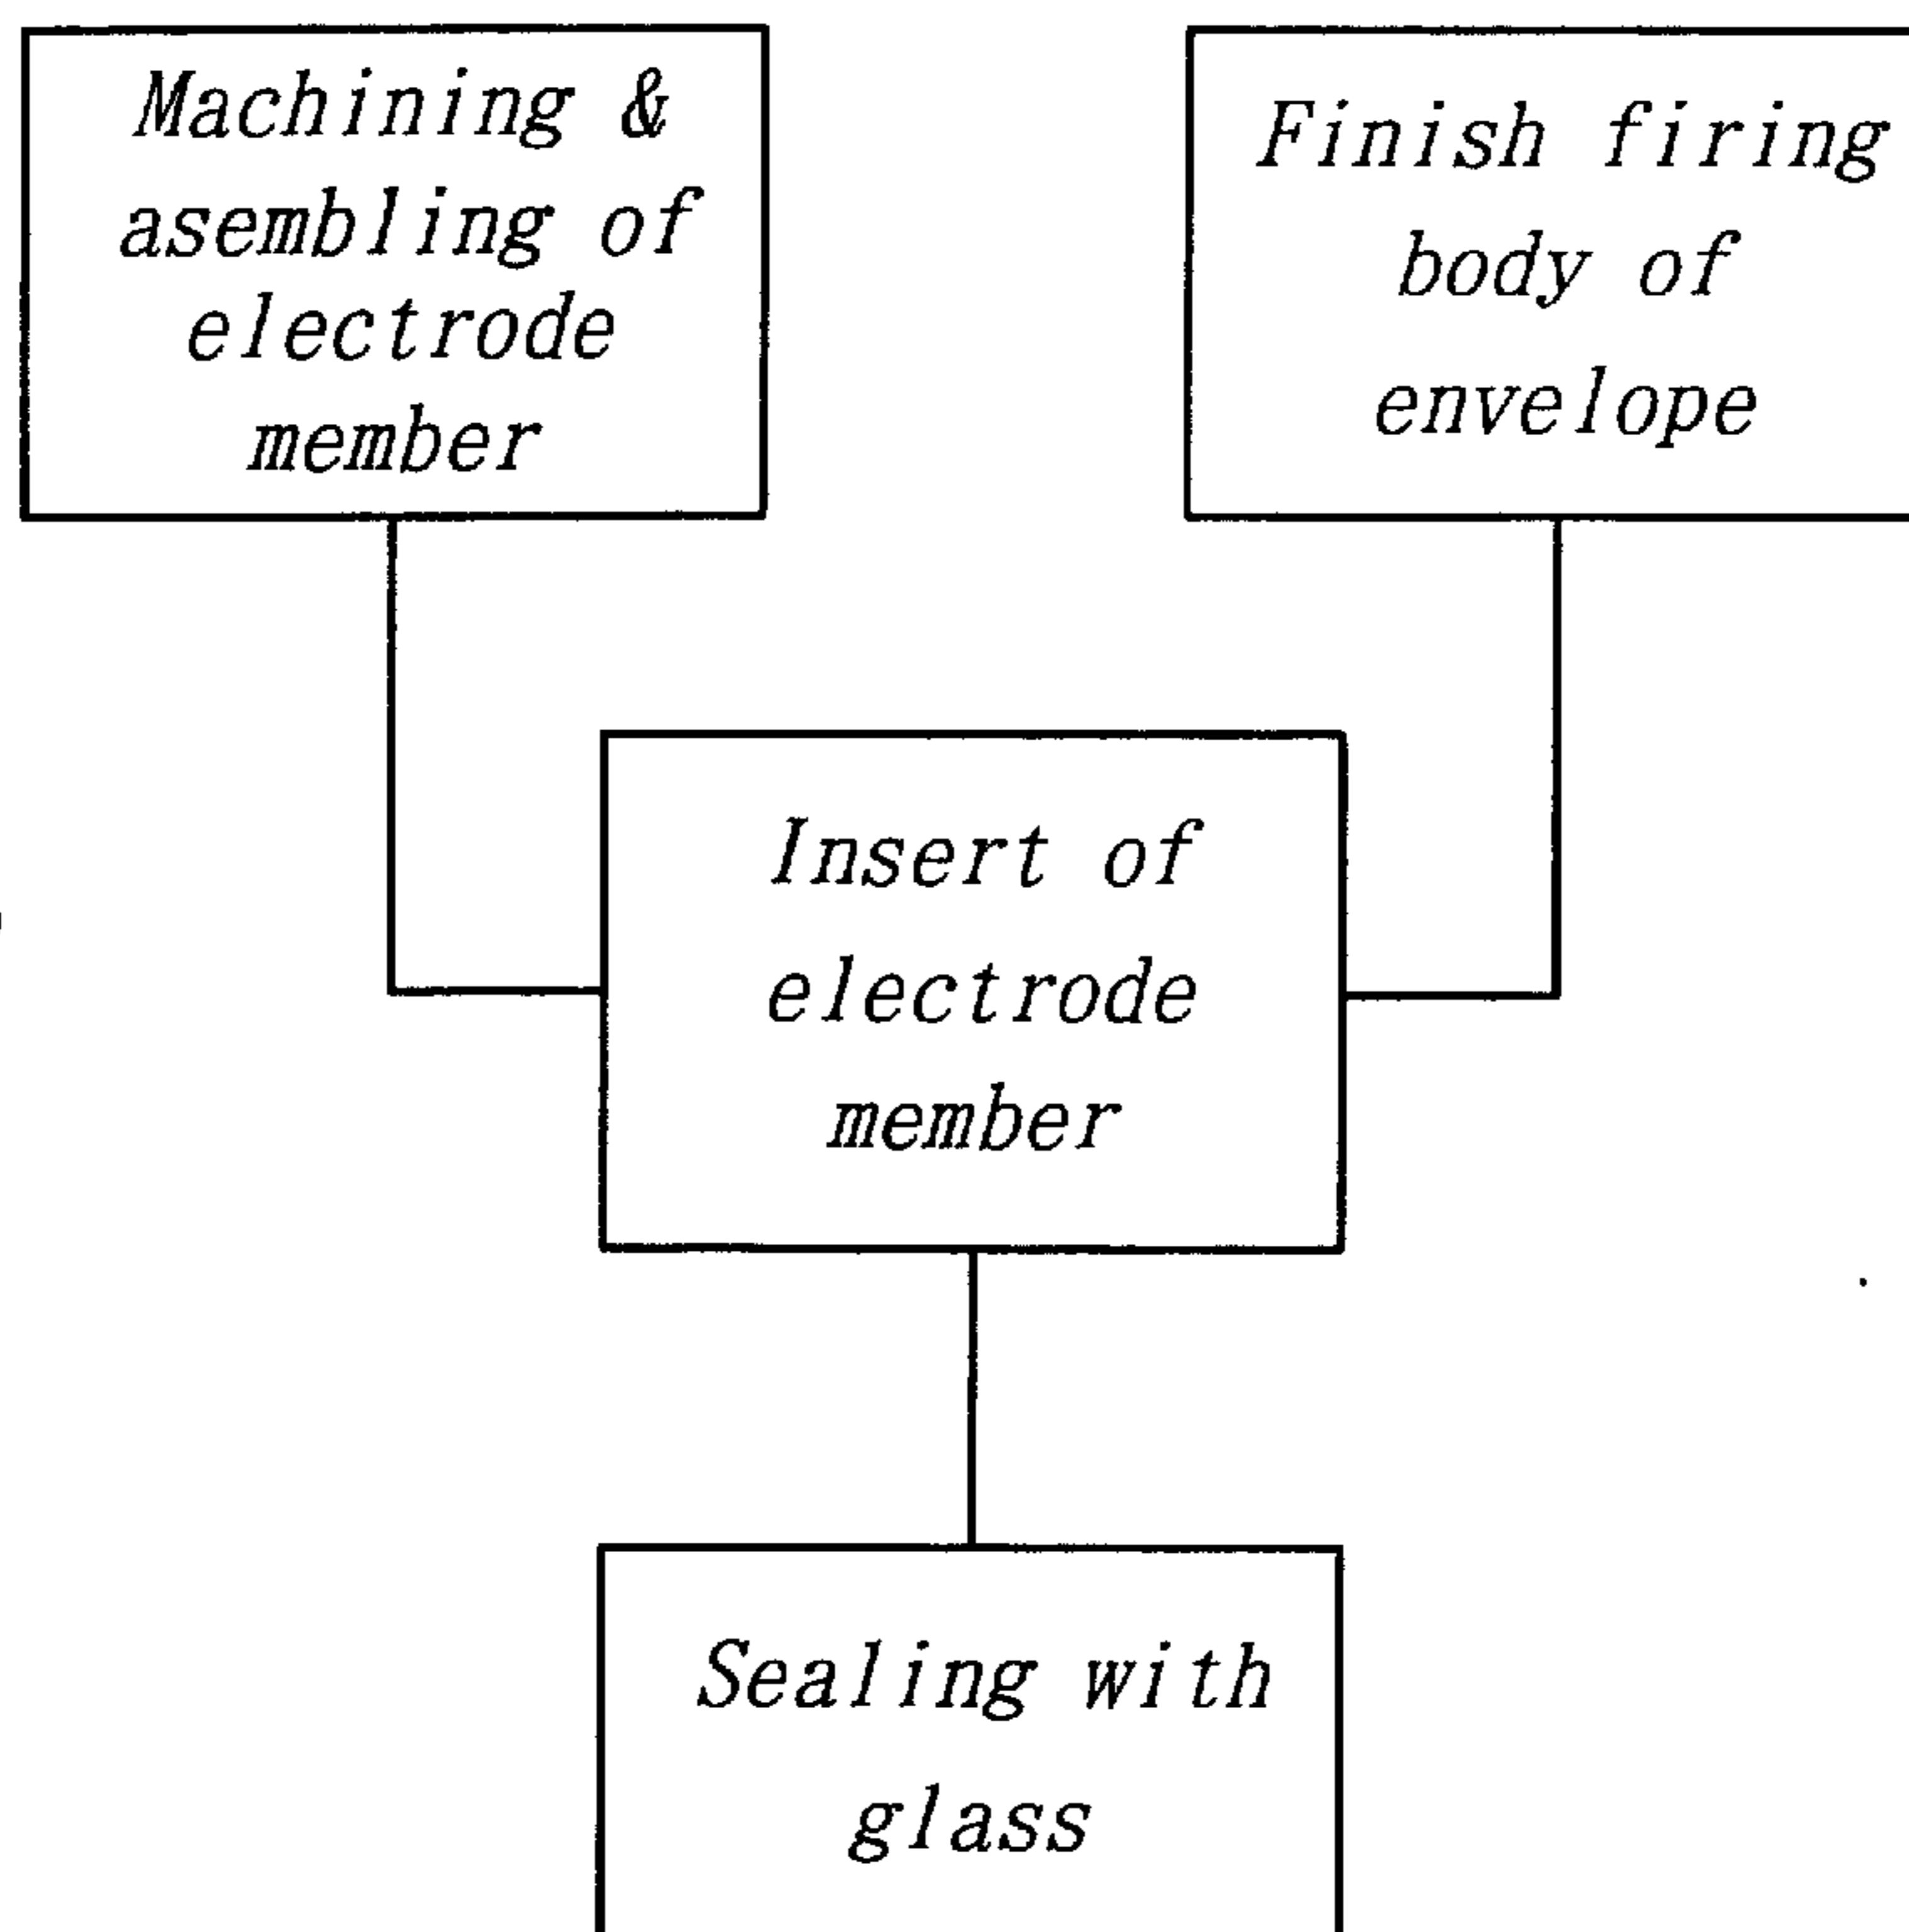 Machining &
asembling of
electrode
member
Finish firing
body of
envelope
Insert of
electrode
member
Sealing with
glass